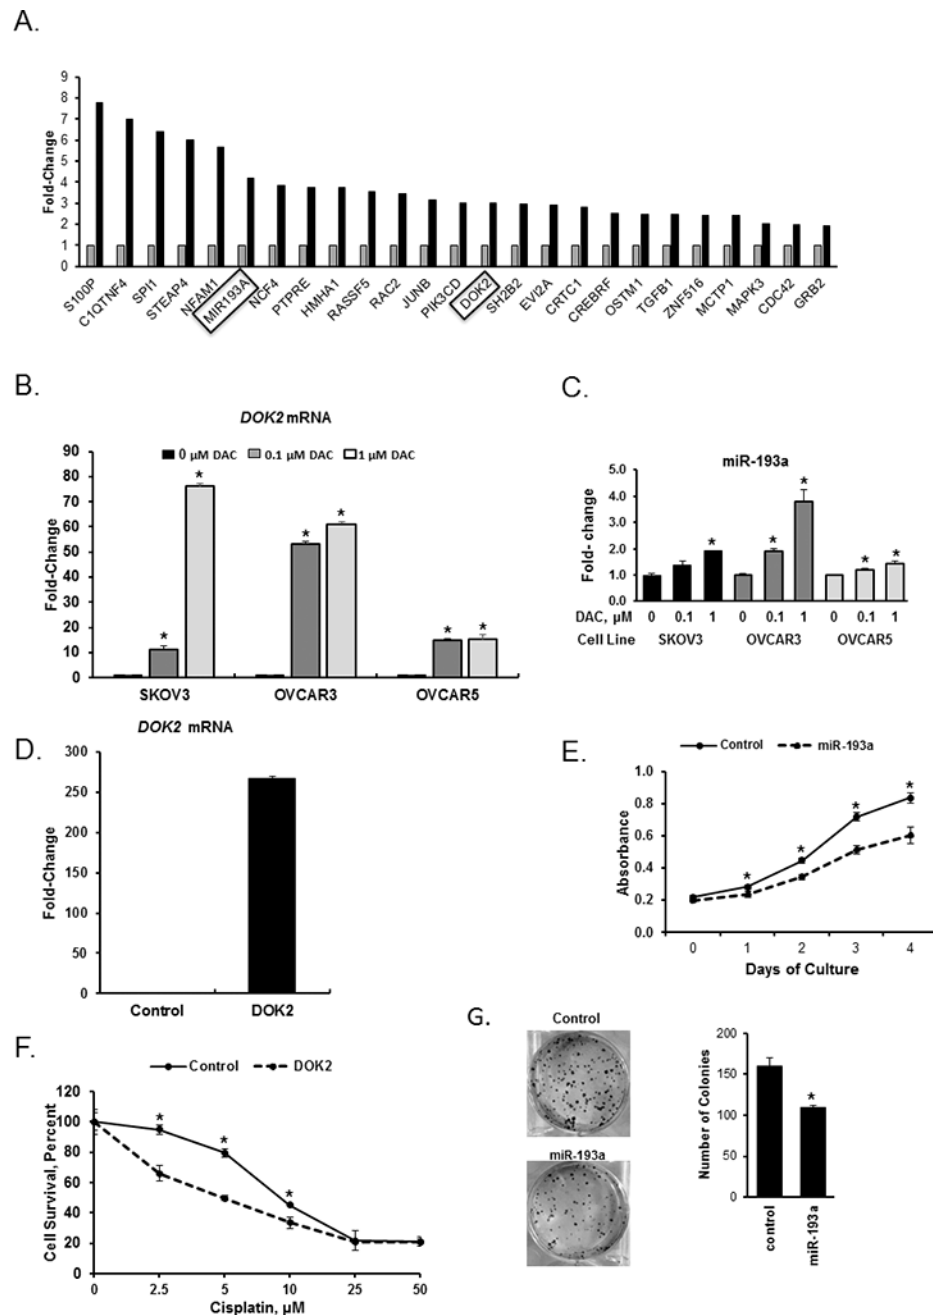 A.
Fold-Change
9
8
7
6
5
4
3
2
1
0
S100P
C1QTNF4
SPI1
STEAP4
NFAM1
MIR193A
NCF4
PTPRE
HMHA1
RASSF5
RAC2
JUNB
PIK3CD
DOK2
SH2B2
EVI2A
CRTC1
CREBRF
OSTM1
TGFB1
ZNF516
MCTP1
MAPK3
CDC42
GRB2
B.
DOK2 mRNA
0 µM DAC 0.1 µM DAC 1 µM DAC
Fold-Change
90
80
70
60
50
40
30
20
10
0
* * * * * *
SKOV3 OVCAR3 OVCAR5
C.
miR-193a
Fold- change
5.0
4.0
3.0
2.0
1.0
0.0
* * * * *
DAC, µM 0 0.1 1 0 0.1 1 0 0.1 1
Cell Line SKOV3 OVCAR3 OVCAR5
D.
DOK2 mRNA
Fold-Change
300
250
200
150
100
50
0
Control DOK2
E.
Control miR-193a
Absorbance
1.0
0.8
0.6
0.4
0.2
0.0
* * * *
0 1 2 3 4
Days of Culture
F.
Control DOK2
Cell Survival, Percent
120
100
80
60
40
20
0
* * *
0 2.5 5 10 25 50
Cisplatin, µM
G.
Control
miR-193a
Number of Colonies
200
150
100
50
0
*
control
miR-193a